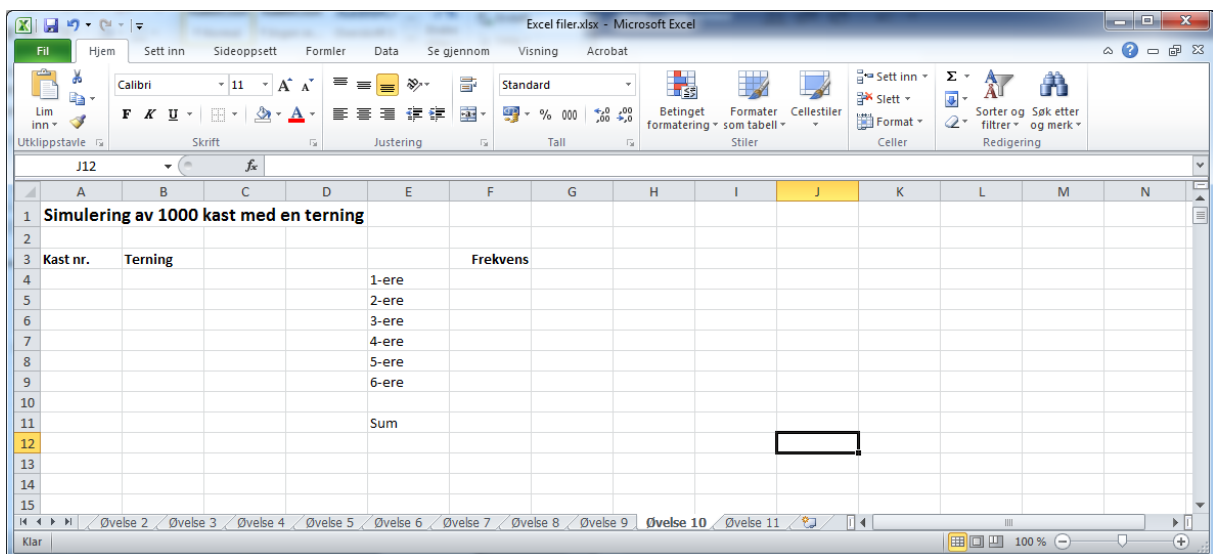 Excel filer.xlsx - Microsoft Excel
Fil Hjem Sett inn Sideoppsett Formler Data Se gjennom Visning Acrobat
Lim inn
Calibri 11 A A
F K U A
Standard
% 000 ,00 ,0 ,00 ,0
Betinget formatering
Formater som tabell
Cellestiler
Sett inn
Slett
Format
Σ
Sorter og filtrer
Søk etter og merk
Utklippstavle Skrift Justering Tall Stiler Celler Redigering
J12 fx
A B C D E F G H I J K L M N
1 Simulering av 1000 kast med en terning
2
3 Kast nr. Terning Frekvens
4 1-ere
5 2-ere
6 3-ere
7 4-ere
8 5-ere
9 6-ere
10
11 Sum
12
13
14
15
Øvelse 2 Øvelse 3 Øvelse 4 Øvelse 5 Øvelse 6 Øvelse 7 Øvelse 8 Øvelse 9 Øvelse 10 Øvelse 11
Klar 100 %